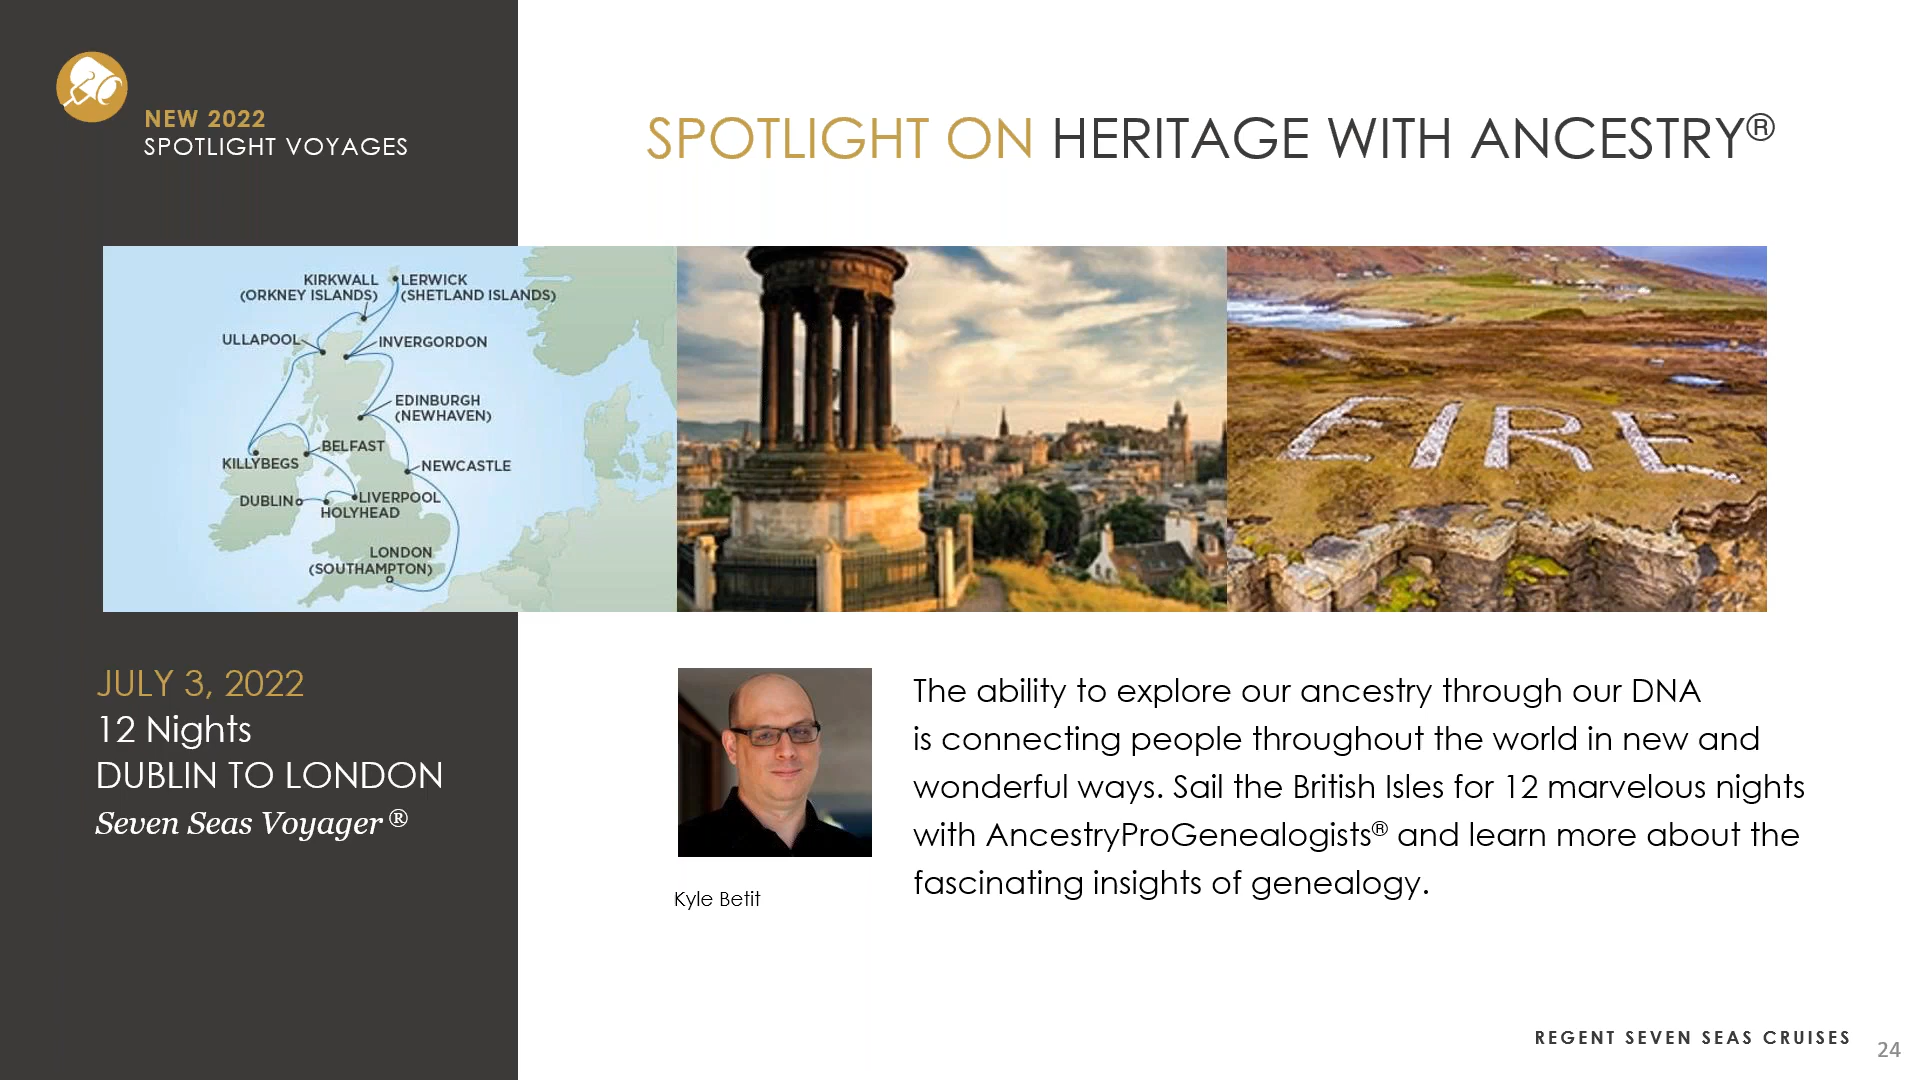 NEW 2022
SPOTLIGHT VOYAGES
SPOTLIGHT ON HERITAGE WITH ANCESTRY®
KIRKWALL
(ORKNEY ISLANDS)
LERWICK
(SHETLAND ISLANDS)
ULLAPOOL
INVERGORDON
EDINBURGH
(NEWHAVEN)
BELFAST
KILLYBEGS
NEWCASTLE
DUBLIN
LIVERPOOL
HOLYHEAD
LONDON
(SOUTHAMPTON)
EIRE
JULY 3, 2022
12 Nights
DUBLIN TO LONDON
Seven Seas Voyager ®
Kyle Betit
The ability to explore our ancestry through our DNA
is connecting people throughout the world in new and
wonderful ways. Sail the British Isles for 12 marvelous nights
with AncestryProGenealogists® and learn more about the
fascinating insights of genealogy.
REGENT SEVEN SEAS CRUISES
24